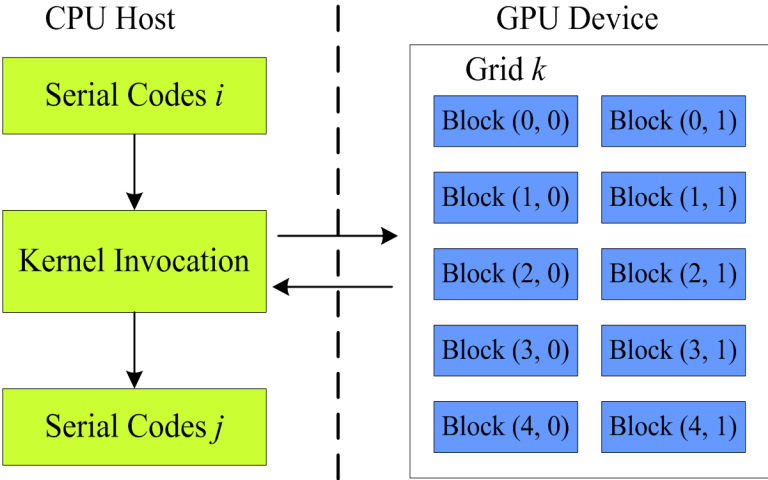 CPU Host
GPU Device
Serial Codes i
Kernel Invocation
Serial Codes j
Grid k
Block (0, 0)
Block (0, 1)
Block (1, 0)
Block (1, 1)
Block (2, 0)
Block (2, 1)
Block (3, 0)
Block (3, 1)
Block (4, 0)
Block (4, 1)